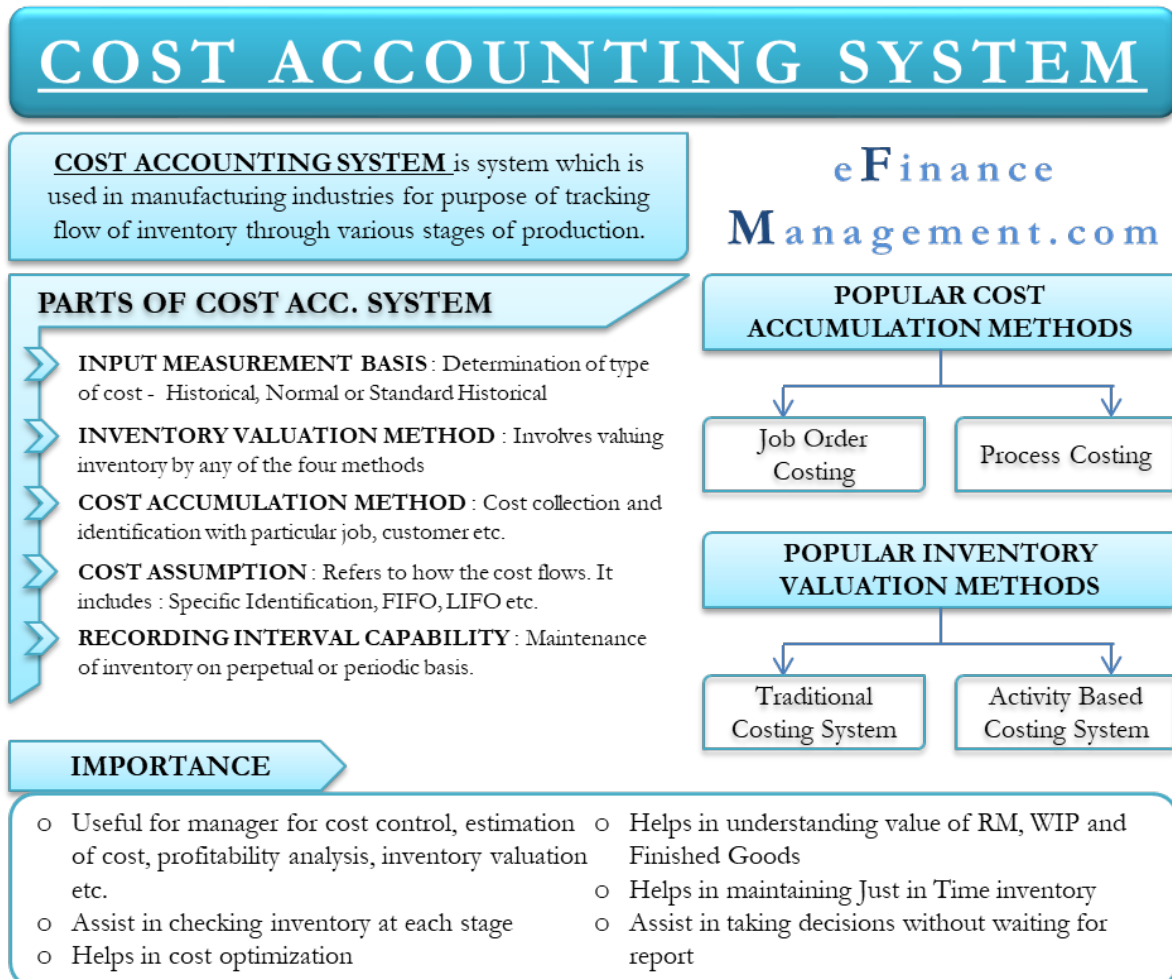 COST ACCOUNTING SYSTEM
COST ACCOUNTING SYSTEM is system which is
used in manufacturing industries for purpose of tracking
flow of inventory through various stages of production.
eFinance
Management.com
PARTS OF COST ACC. SYSTEM
INPUT MEASUREMENT BASIS : Determination of type
of cost - Historical, Normal or Standard Historical
INVENTORY VALUATION METHOD : Involves valuing
inventory by any of the four methods
COST ACCUMULATION METHOD : Cost collection and
identification with particular job, customer etc.
COST ASSUMPTION : Refers to how the cost flows. It
includes : Specific Identification, FIFO, LIFO etc.
RECORDING INTERVAL CAPABILITY : Maintenance
of inventory on perpetual or periodic basis.
POPULAR COST
ACCUMULATION METHODS
Job Order
Costing
Process Costing
POPULAR INVENTORY
VALUATION METHODS
Traditional
Costing System
Activity Based
Costing System
IMPORTANCE
o Useful for manager for cost control, estimation
of cost, profitability analysis, inventory valuation
etc.
o Assist in checking inventory at each stage
o Helps in cost optimization
o Helps in understanding value of RM, WIP and
Finished Goods
o Helps in maintaining Just in Time inventory
o Assist in taking decisions without waiting for
report